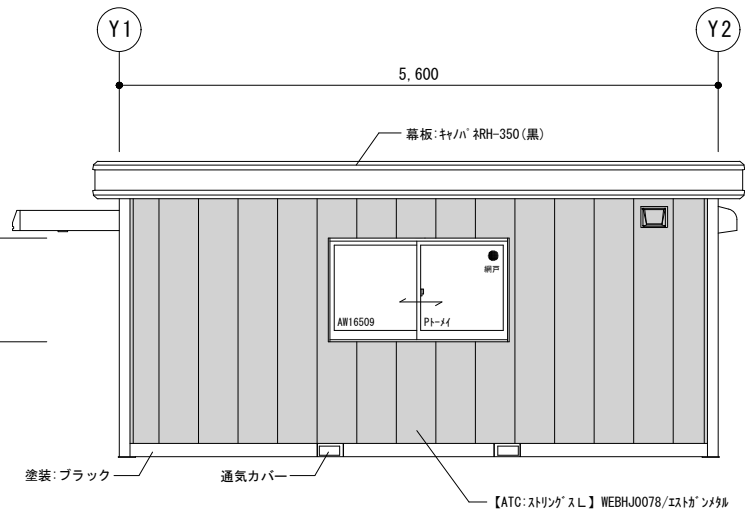 Y1
Y2
5,600
幕板:ｷｬﾉﾊﾟﾈRH-350(黒)
網戸
AW16509
Pﾄｰﾒｲ
塗装:ブラック
通気カバー
【ATC:ｽﾄﾘﾝｸﾞｽL】WEBHJ0078/ｴｽﾄｶﾞﾝﾒﾀﾙ